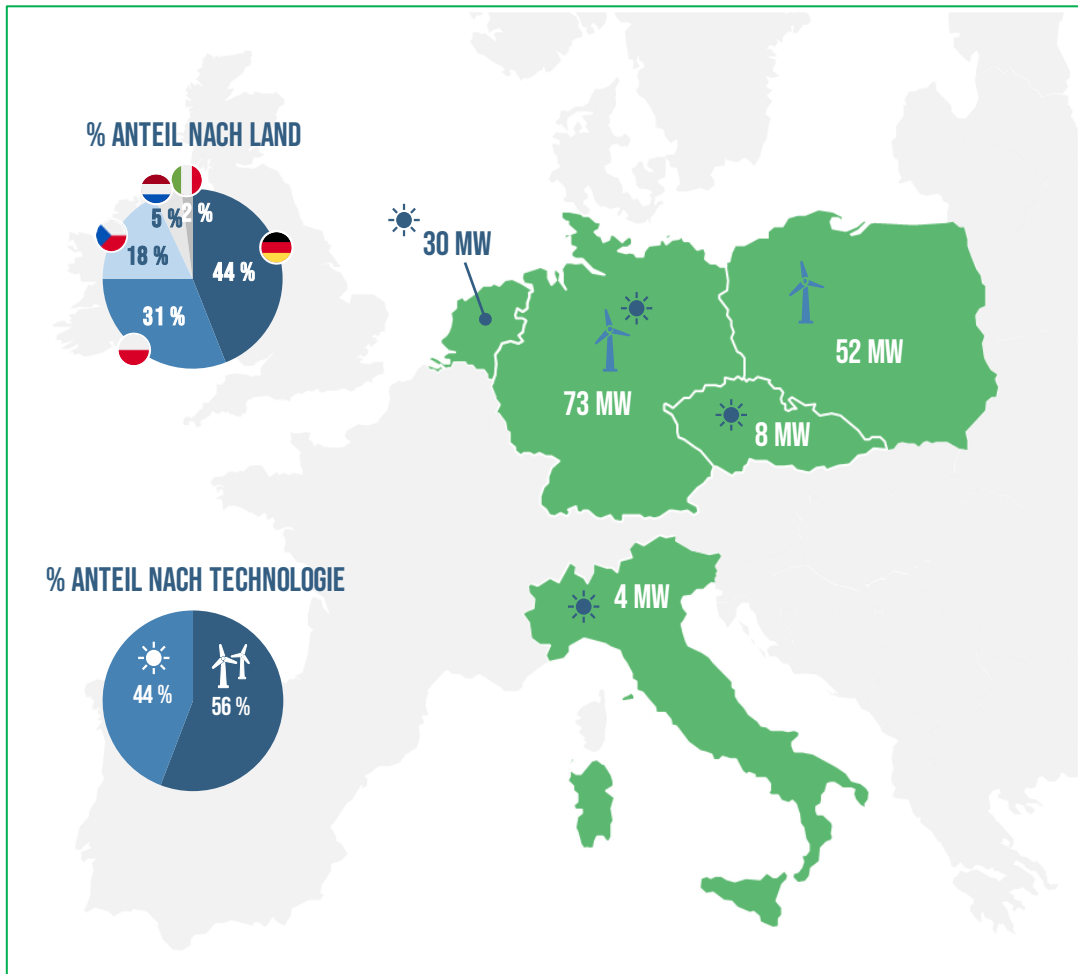 % ANTEIL NACH LAND
5 %
2 %
18 %
44 %
31 %
30 MW
52 MW
73 MW
8 MW
4 MW
% ANTEIL NACH TECHNOLOGIE
44 %
56 %